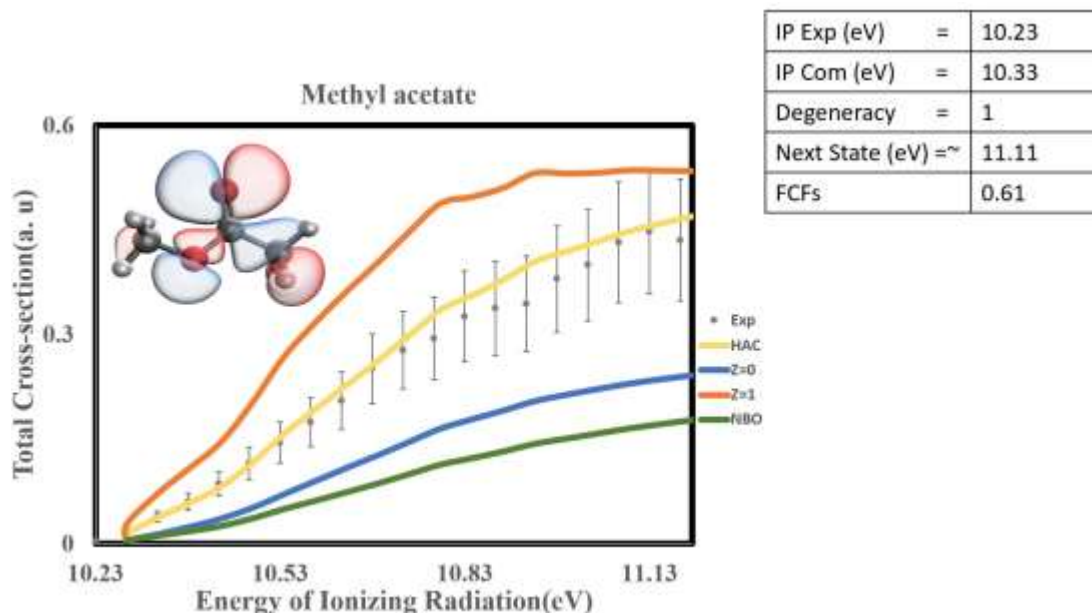 IP Exp (eV) = 10.23
IP Com (eV) = 10.33
Degeneracy = 1
Next State (eV) =~ 11.11
FCFs 0.61
Methyl acetate
0.6
0.3
0
Total Cross-section(a. u)
Exp
HAC
Z=0
Z=1
NBO
10.23 10.53 10.83 11.13
Energy of Ionizing Radiation(eV)